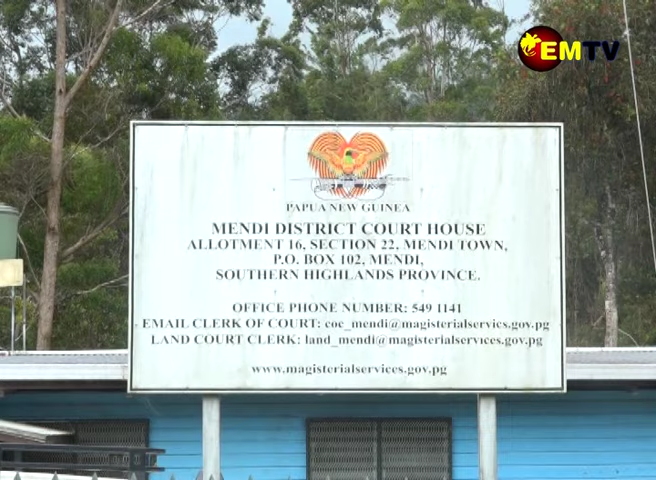 EMTV
PAPUA NEW GUINEA
MENDI DISTRICT COURT HOUSE
ALLOTMENT 16, SECTION 22. MENDI TOWN,
P.O. BOX 102, MENDI,
SOUTHERN HIGHLANDS PROVINCE.
OFFICE PHONE NUMBER: 549 1141
EMAIL CLERK OF COURT: coc_mendi@magisterialservics.gov.pg
LAND COURT CLERK: land_mendi@magisterialservices.gov.pg
www.magisterialservices.gov.pg